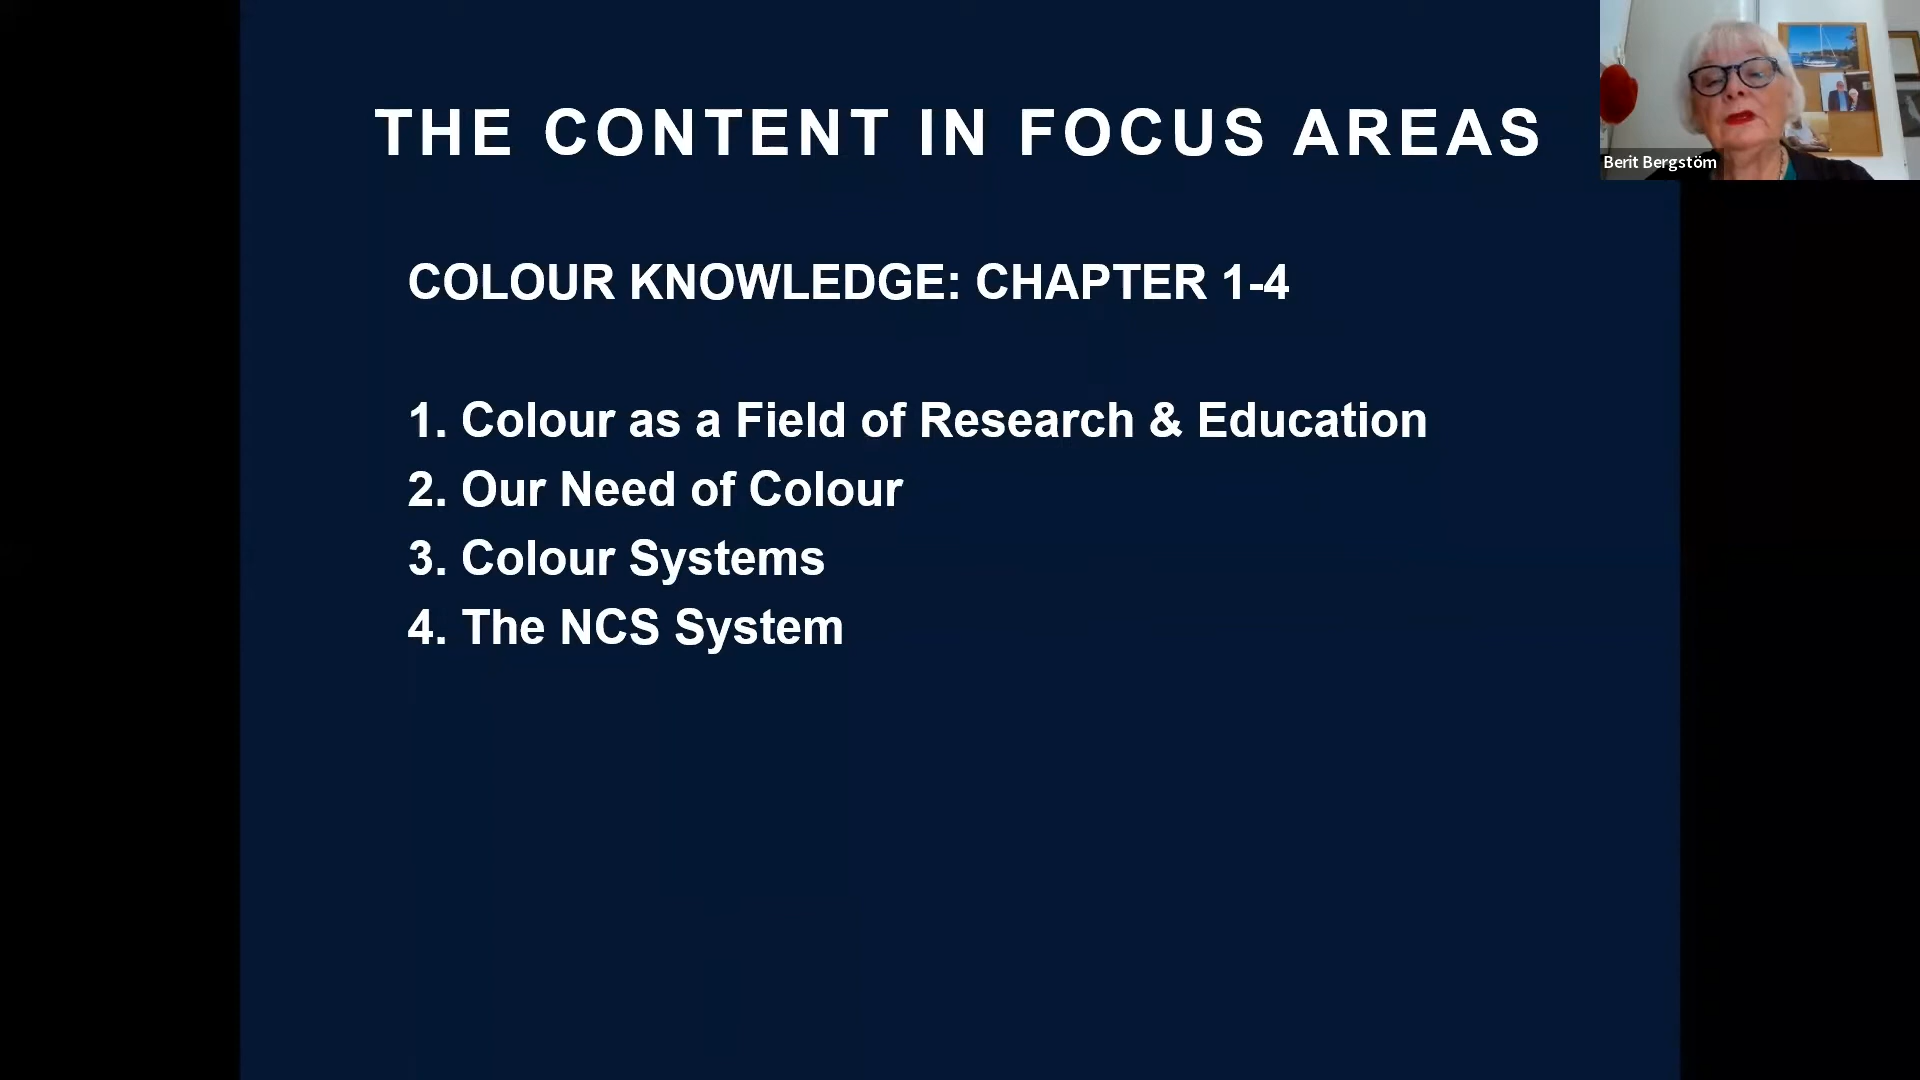 THE CONTENT IN FOCUS AREAS
Berit Bergstöm
COLOUR KNOWLEDGE: CHAPTER 1-4
1. Colour as a Field of Research & Education
2. Our Need of Colour
3. Colour Systems
4. The NCS System